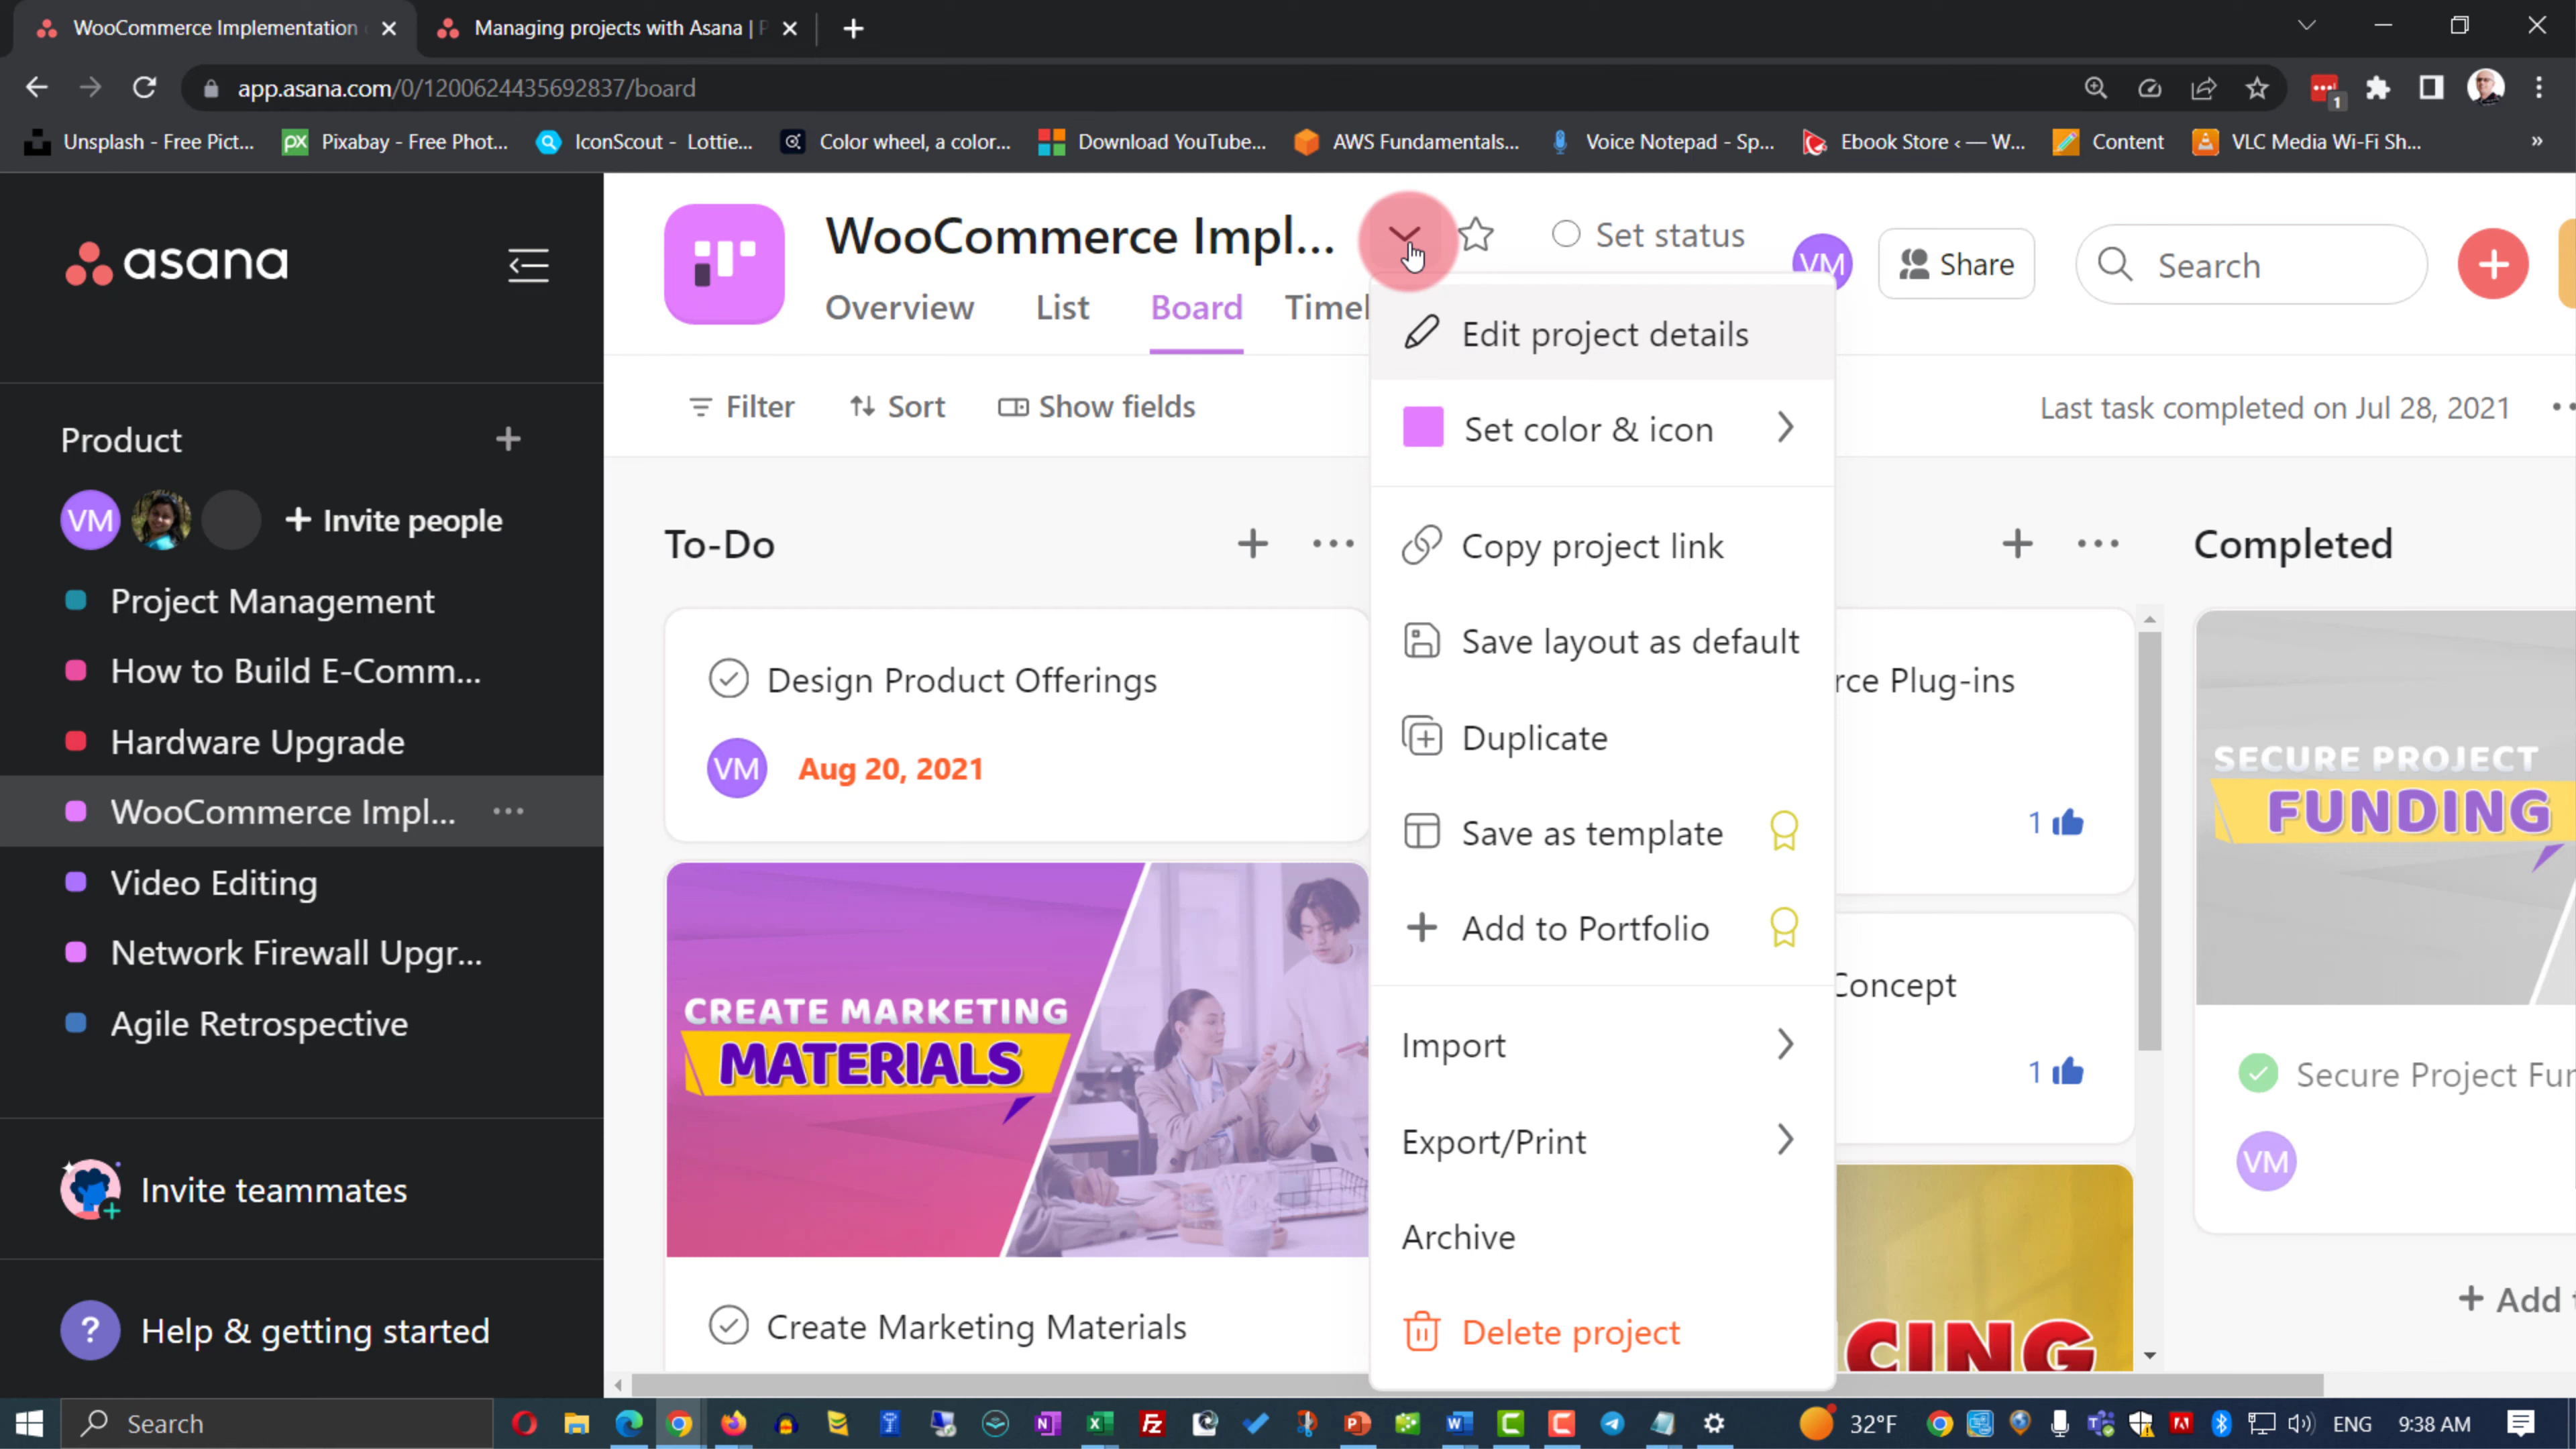 WooCommerce Implementation
Managing projects with Asana |
app.asana.com/0/1200624435692837/board
1
Unsplash - Free Pict...
px
Pixabay - Free Phot...
IconScout - Lottie...
Color wheel, a color...
Download YouTube...
AWS Fundamentals...
Voice Notepad - Sp...
Ebook Store ‹ — W...
Content
VLC Media Wi-Fi Sh...
»
asana
WooCommerce Impl...
Set status
VM
Share
Search
Overview
List
Board
Timel
Filter
Sort
Show fields
Last task completed on Jul 28, 2021
Product
VM
+ Invite people
Project Management
How to Build E-Comm...
Hardware Upgrade
WooCommerce Impl...
Video Editing
Network Firewall Upgr...
Agile Retrospective
Invite teammates
? Help & getting started
Edit project details
Set color & icon
Copy project link
Save layout as default
Duplicate
Save as template
Add to Portfolio
Import
Export/Print
Archive
Delete project
To-Do
Design Product Offerings
VM
Aug 20, 2021
CREATE MARKETING
MATERIALS
Create Marketing Materials
rce Plug-ins
1
Concept
1
CING
Completed
SECURE PROJECT
FUNDING
Secure Project Fun
VM
+ Add
Search
32°F
ENG
9:38 AM